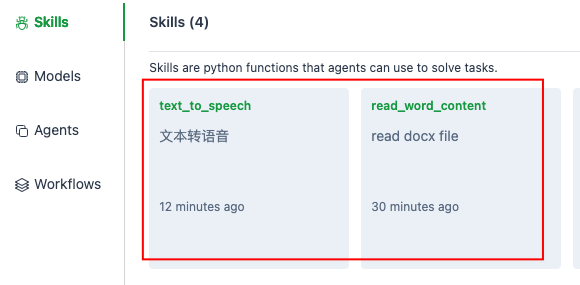 Skills
Models
Agents
Workflows
Skills (4)
Skills are python functions that agents can use to solve tasks.
text_to_speech
文本转语音
12 minutes ago
read_word_content
read docx file
30 minutes ago